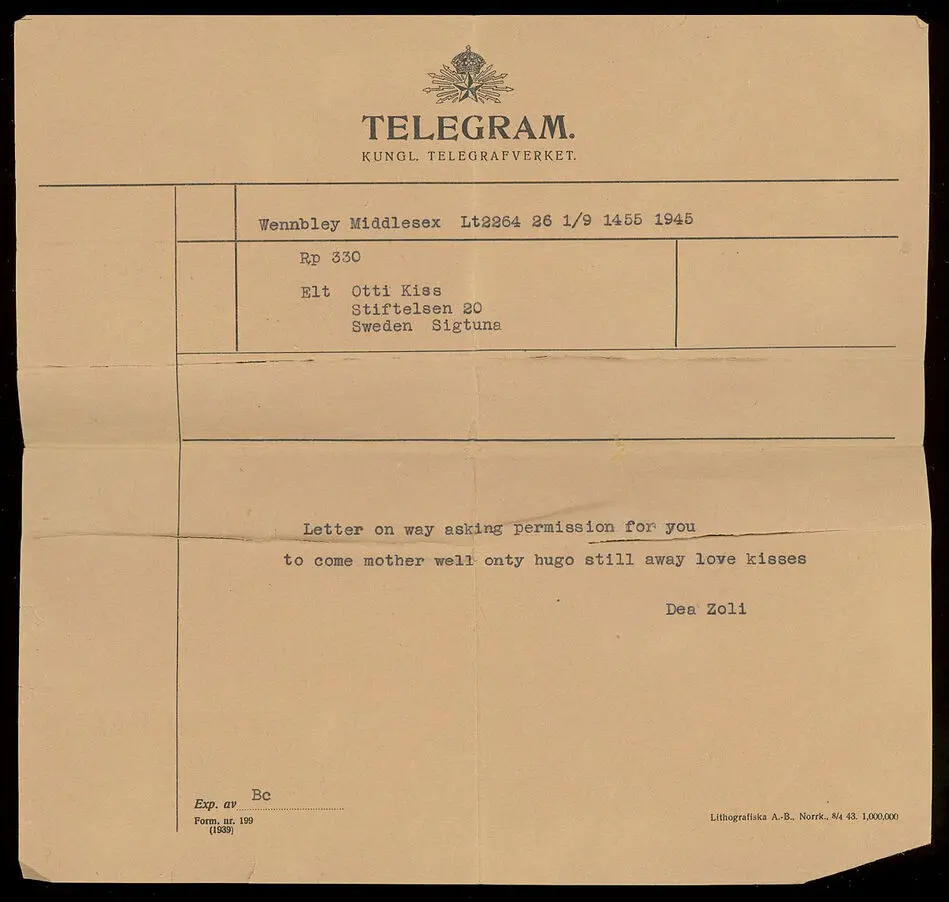 TELEGRAM.
KUNGL. TELEGRAFVERKET.
Wennbley Middlesex Lt2264 26 1/9 1455 1945
Rp 330
Elt Otti Kiss
Stiftelsen 20
Sweden Sigtuna
Letter on way asking permission for you
to come mother well onty hugo still away love kisses
Dea Zoli
Exp. av Bc
Form. nr. 199
(1939)
Lithografiska A.-B., Norrk., 8/4 43. 1,000,000